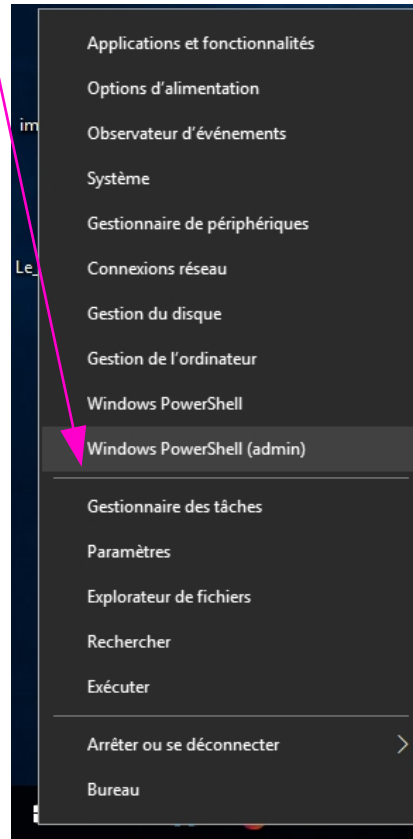 Applications et fonctionnalités
Options d'alimentation
im
Observateur d'événements
Système
Gestionnaire de périphériques
Le_
Connexions réseau
Gestion du disque
Gestion de l'ordinateur
Windows PowerShell
Windows PowerShell (admin)
Gestionnaire des tâches
Paramètres
Explorateur de fichiers
Rechercher
Exécuter
Arrêter ou se déconnecter
Bureau